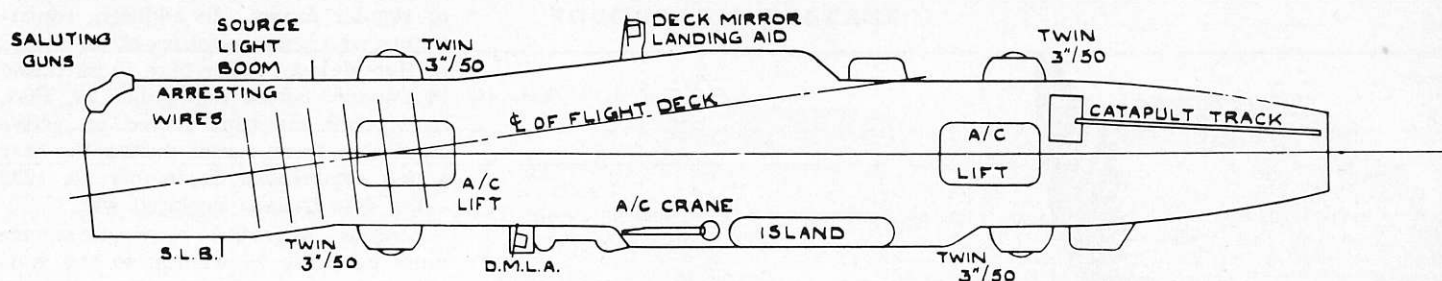 SALUTING
GUNS
SOURCE
LIGHT
BOOM
TWIN
3"/50
DECK MIRROR
LANDING AID
TWIN
3"/50
ARRESTING
WIRES
℄ OF FLIGHT DECK
A/C
LIFT
CATAPULT TRACK
A/C
LIFT
A/C CRANE
ISLAND
S.L.B.
TWIN
3"/50
D.M.L.A.
TWIN
3"/50